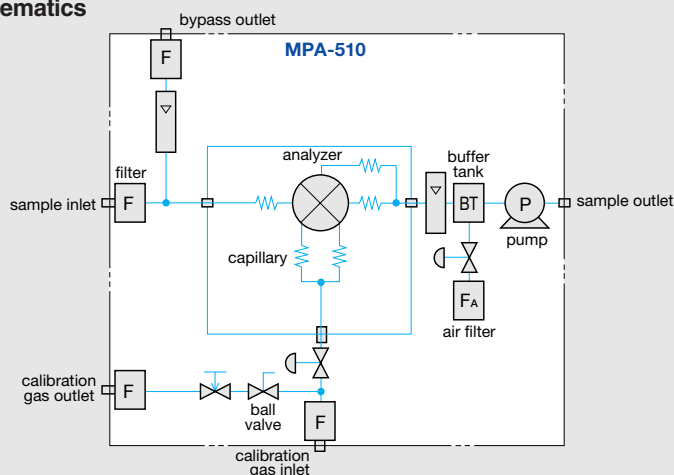 ematics
bypass outlet
MPA-510
F
analyzer
buffer
tank
filter
sample inlet
F
BT
P
sample outlet
pump
capillary
FA
air filter
calibration
gas outlet
F
ball
valve
F
calibration
gas inlet